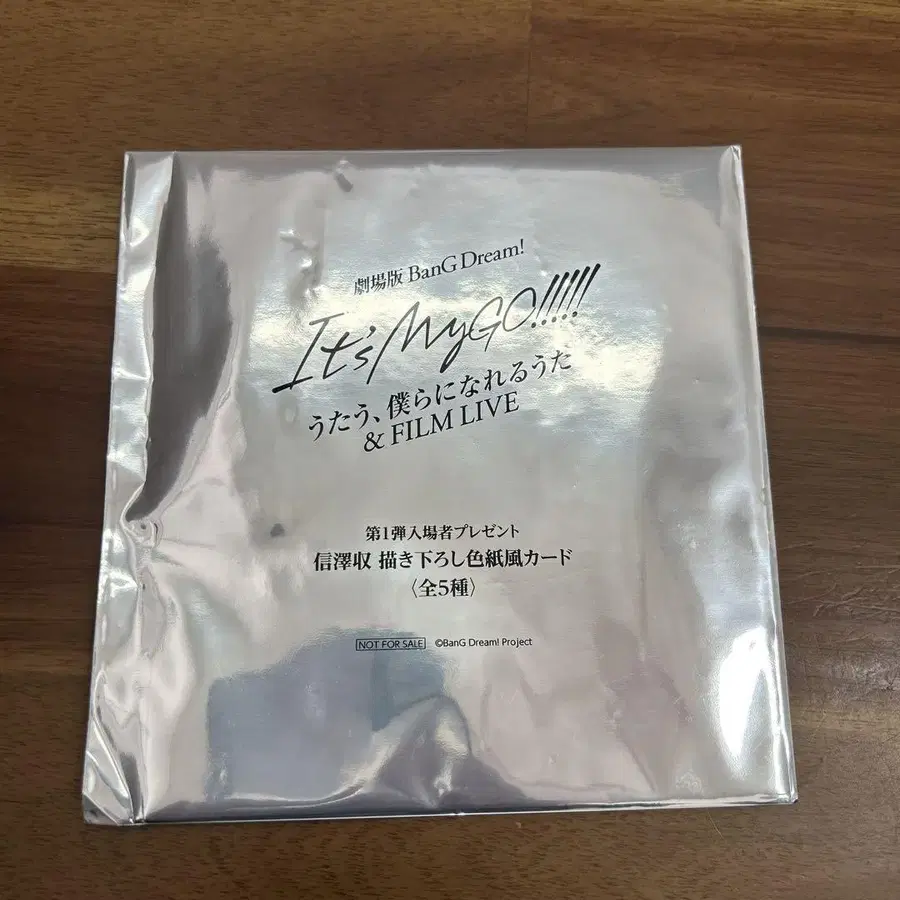 劇場版 BanG Dream!
It's MyGO!!!!!
うたう、僕らになれるうた
& FILM LIVE
第1弾入場者プレゼント
信澤収 描き下ろし色紙風カード
〈全5種〉
NOT FOR SALE ©BanG Dream! Project